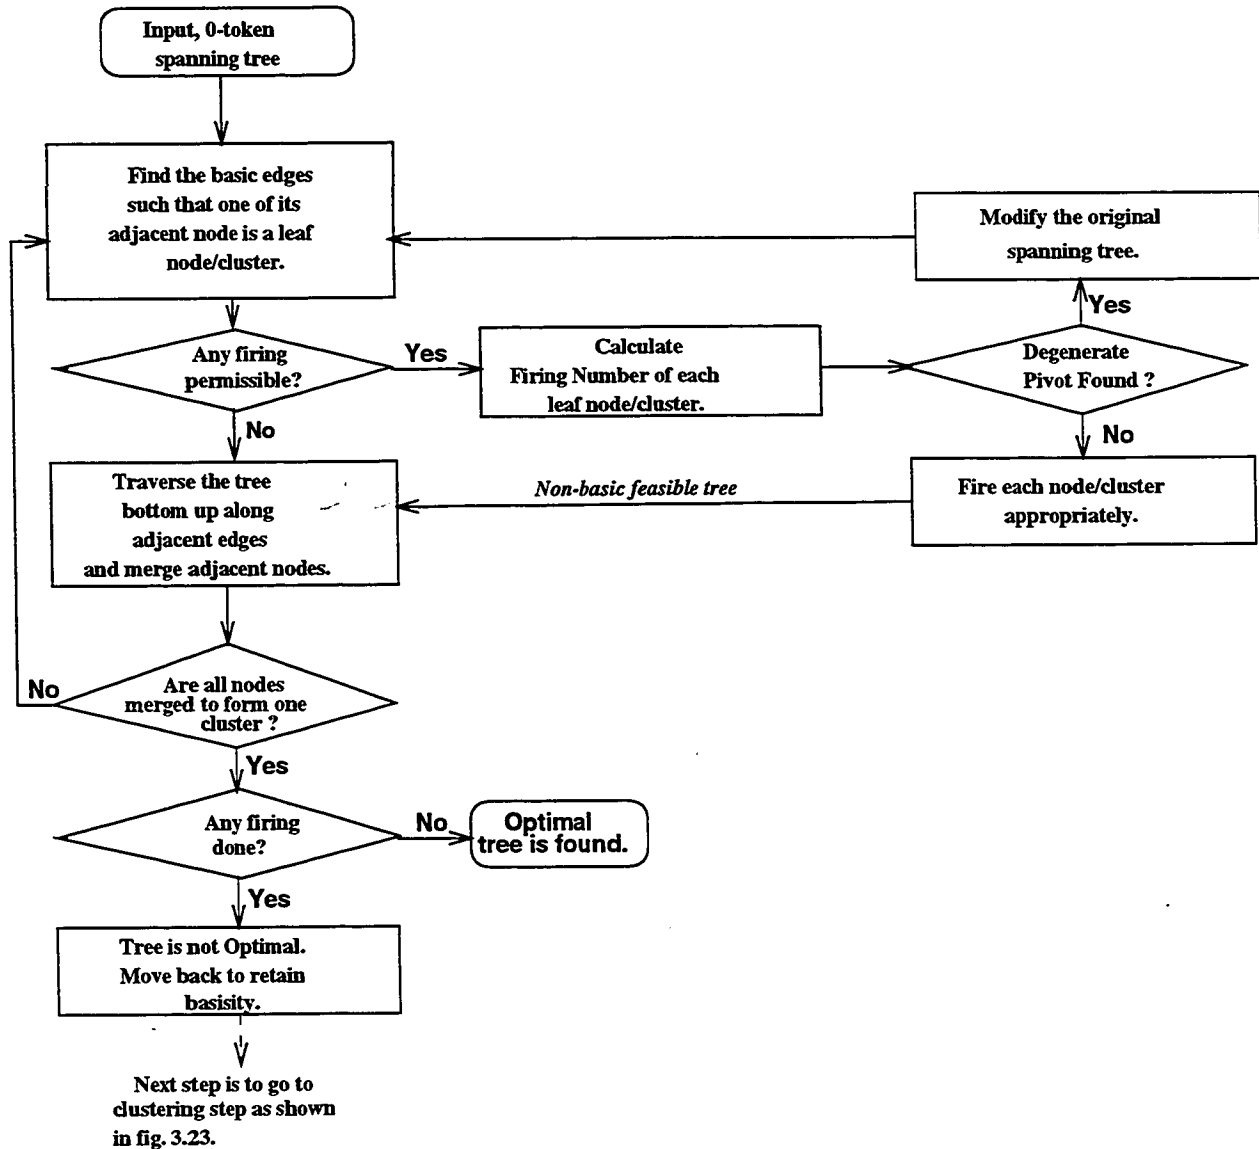 Input, 0-token
spanning tree
Find the basic edges
such that one of its
adjacent node is a leaf
node/cluster.
Modify the original
spanning tree.
Yes
Any firing
permissible?
Yes
Calculate
Firing Number of each
leaf node/cluster.
Degenerate
Pivot Found ?
No
No
Traverse the tree
bottom up along
adjacent edges
and merge adjacent nodes.
Non-basic feasible tree
Fire each node/cluster
appropriately.
No
Are all nodes
merged to form one
cluster ?
Yes
Any firing
done?
No
Optimal
tree is found.
Yes
Tree is not Optimal.
Move back to retain
basisity.
Next step is to go to
clustering step as shown
in fig. 3.23.